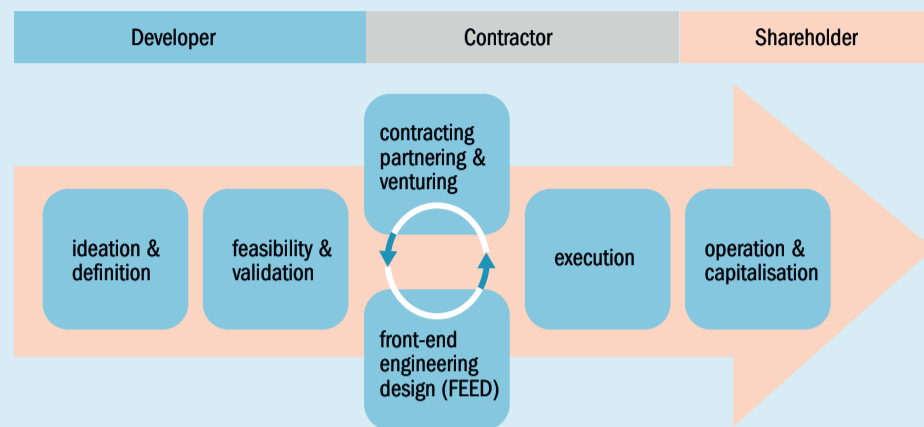 Developer
Contractor
Shareholder
contracting
partnering &
venturing
ideation &
definition
feasibility &
validation
execution
operation &
capitalisation
front-end
engineering
design (FEED)